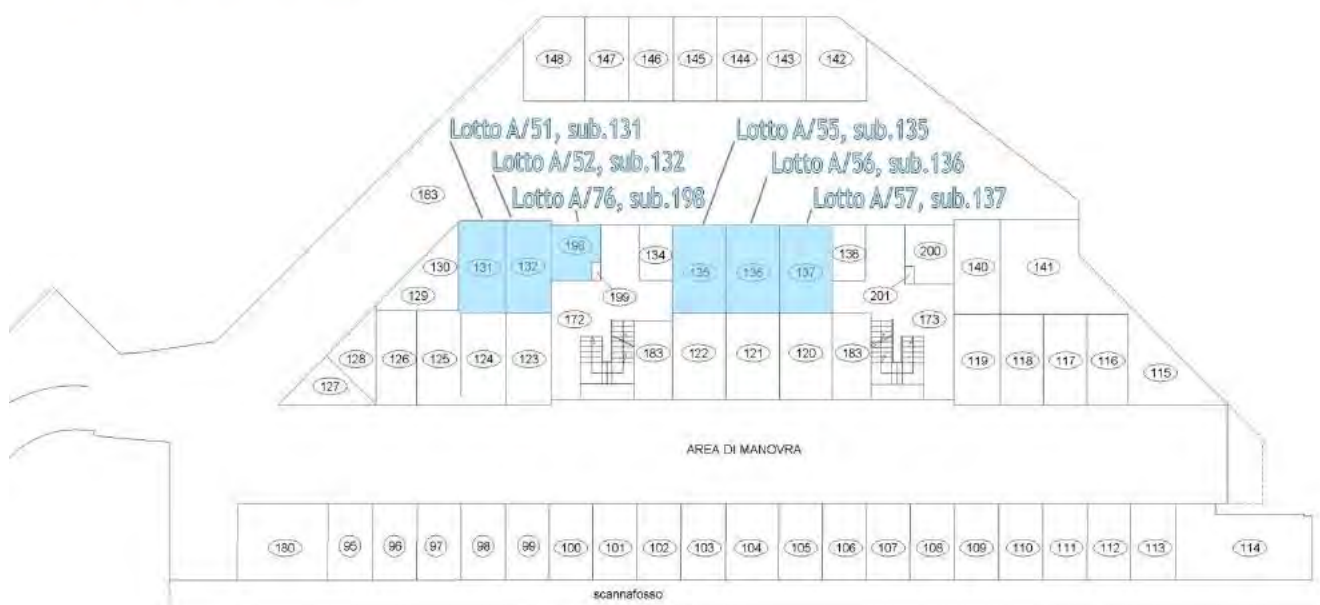 148 147 146 145 144 143 142
Lotto A/51, sub.131 Lotto A/55, sub.135
Lotto A/52, sub.132 Lotto A/56, sub.136
Lotto A/76, sub.198 Lotto A/57, sub.137
183
130 131 132 198 134 135 136 137 138 200 140 141
129 199 201
172 173
128 126 125 124 123 183 122 121 120 183 119 118 117 116 115
127
AREA DI MANOVRA
180 95 96 97 98 99 100 101 102 103 104 105 106 107 108 109 110 111 112 113 114
scannafosso